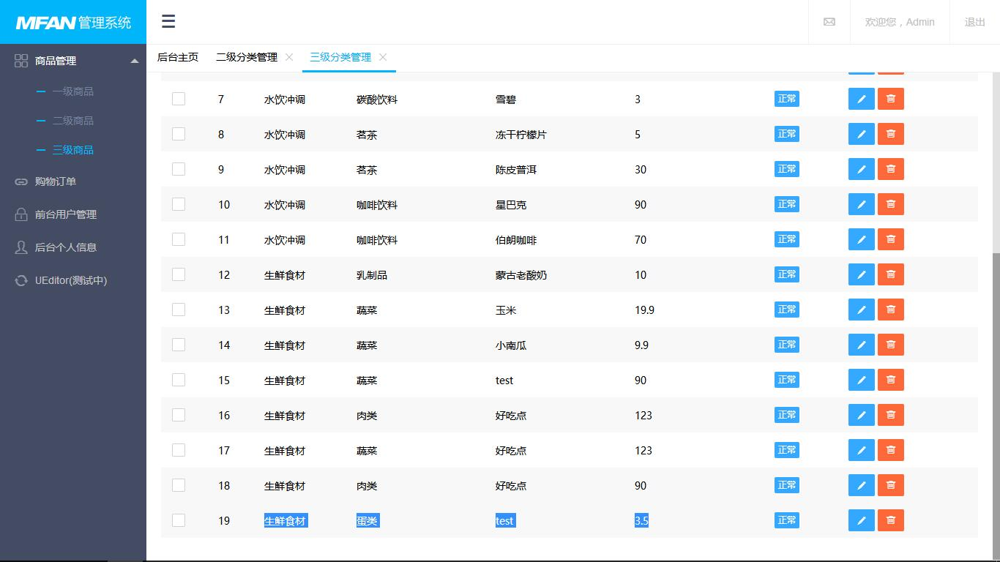 MFAN 管理系统
欢迎您，Admin 退出
商品管理
一级商品
二级商品
三级商品
购物订单
前台用户管理
后台个人信息
UEditor(测试中)
后台主页 二级分类管理 三级分类管理
7 水饮冲调 碳酸饮料 雪碧 3 正常
8 水饮冲调 茗茶 冻干柠檬片 5 正常
9 水饮冲调 茗茶 陈皮普洱 30 正常
10 水饮冲调 咖啡饮料 星巴克 90 正常
11 水饮冲调 咖啡饮料 伯朗咖啡 70 正常
12 生鲜食材 乳制品 蒙古老酸奶 10 正常
13 生鲜食材 蔬菜 玉米 19.9 正常
14 生鲜食材 蔬菜 小南瓜 9.9 正常
15 生鲜食材 蔬菜 test 90 正常
16 生鲜食材 肉类 好吃点 123 正常
17 生鲜食材 蔬菜 好吃点 123 正常
18 生鲜食材 肉类 好吃点 90 正常
19 生鲜食材 蛋类 test 3.5 正常